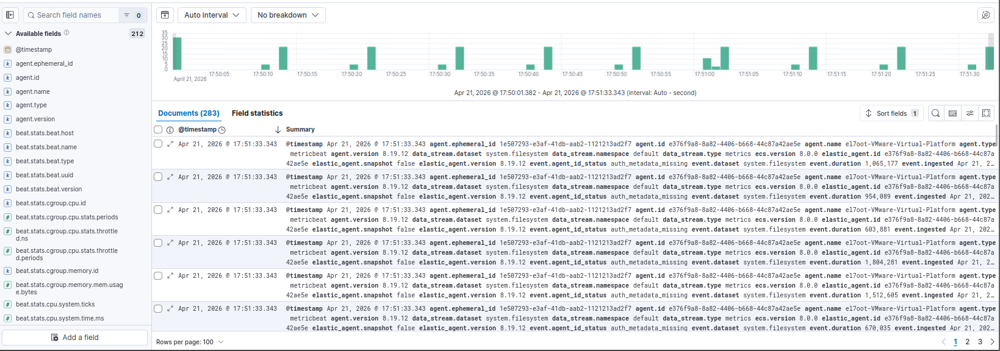 Search field names
0
Available fields
212
@timestamp
agent.ephemeral_id
agent.id
agent.name
agent.type
agent.version
beat.stats.beat.host
beat.stats.beat.name
beat.stats.beat.type
beat.stats.beat.uuid
beat.stats.beat.version
beat.stats.cgroup.cpu.id
beat.stats.cgroup.cpu.stats.periods
beat.stats.cgroup.cpu.stats.throttle
d.ns
beat.stats.cgroup.cpu.stats.throttle
d.periods
beat.stats.cgroup.memory.id
beat.stats.cgroup.memory.mem.usag
e.bytes
beat.stats.cpu.system.ticks
beat.stats.cpu.system.time.ms
Add a field
Auto interval
No breakdown
35
30
25
20
15
10
5
0
17:50:05 17:50:10 17:50:15 17:50:20 17:50:25 17:50:30 17:50:35 17:50:40 17:50:45 17:50:50 17:50:55 17:51:00 17:51:05 17:51:10 17:51:15 17:51:20 17:51:25 17:51:30
April 21, 2026
Apr 21, 2026 @ 17:50:01.382 - Apr 21, 2026 @ 17:51:33.343 (interval: Auto - second)
Documents (283) Field statistics
Sort fields 1
@timestamp Summary
Apr 21, 2026 @ 17:51:33.343 @timestamp Apr 21, 2026 @ 17:51:33.343 agent.ephemeral_id 1e507293-e3af-41db-aab2-1121213ad2f7 agent.id e376f9a8-8a82-4406-b668-44c87a42ae5e agent.name el7oot-VMware-Virtual-Platform agent.type
metricbeat agent.version 8.19.12 data_stream.dataset system.filesystem data_stream.namespace default data_stream.type metrics ecs.version 8.0.0 elastic_agent.id e376f9a8-8a82-4406-b668-44c87a
42ae5e elastic_agent.snapshot false elastic_agent.version 8.19.12 event.agent_id_status auth_metadata_missing event.dataset system.filesystem event.duration 1,065,177 event.ingested Apr 21, 2…
Apr 21, 2026 @ 17:51:33.343 @timestamp Apr 21, 2026 @ 17:51:33.343 agent.ephemeral_id 1e507293-e3af-41db-aab2-1121213ad2f7 agent.id e376f9a8-8a82-4406-b668-44c87a42ae5e agent.name el7oot-VMware-Virtual-Platform agent.type
metricbeat agent.version 8.19.12 data_stream.dataset system.filesystem data_stream.namespace default data_stream.type metrics ecs.version 8.0.0 elastic_agent.id e376f9a8-8a82-4406-b668-44c87a
42ae5e elastic_agent.snapshot false elastic_agent.version 8.19.12 event.agent_id_status auth_metadata_missing event.dataset system.filesystem event.duration 954,089 event.ingested Apr 21, 202…
Apr 21, 2026 @ 17:51:33.343 @timestamp Apr 21, 2026 @ 17:51:33.343 agent.ephemeral_id 1e507293-e3af-41db-aab2-1121213ad2f7 agent.id e376f9a8-8a82-4406-b668-44c87a42ae5e agent.name el7oot-VMware-Virtual-Platform agent.type
metricbeat agent.version 8.19.12 data_stream.dataset system.filesystem data_stream.namespace default data_stream.type metrics ecs.version 8.0.0 elastic_agent.id e376f9a8-8a82-4406-b668-44c87a
42ae5e elastic_agent.snapshot false elastic_agent.version 8.19.12 event.agent_id_status auth_metadata_missing event.dataset system.filesystem event.duration 603,881 event.ingested Apr 21, 202…
Apr 21, 2026 @ 17:51:33.343 @timestamp Apr 21, 2026 @ 17:51:33.343 agent.ephemeral_id 1e507293-e3af-41db-aab2-1121213ad2f7 agent.id e376f9a8-8a82-4406-b668-44c87a42ae5e agent.name el7oot-VMware-Virtual-Platform agent.type
metricbeat agent.version 8.19.12 data_stream.dataset system.filesystem data_stream.namespace default data_stream.type metrics ecs.version 8.0.0 elastic_agent.id e376f9a8-8a82-4406-b668-44c87a
42ae5e elastic_agent.snapshot false elastic_agent.version 8.19.12 event.agent_id_status auth_metadata_missing event.dataset system.filesystem event.duration 1,804,281 event.ingested Apr 21, 2…
Apr 21, 2026 @ 17:51:33.343 @timestamp Apr 21, 2026 @ 17:51:33.343 agent.ephemeral_id 1e507293-e3af-41db-aab2-1121213ad2f7 agent.id e376f9a8-8a82-4406-b668-44c87a42ae5e agent.name el7oot-VMware-Virtual-Platform agent.type
metricbeat agent.version 8.19.12 data_stream.dataset system.filesystem data_stream.namespace default data_stream.type metrics ecs.version 8.0.0 elastic_agent.id e376f9a8-8a82-4406-b668-44c87a
42ae5e elastic_agent.snapshot false elastic_agent.version 8.19.12 event.agent_id_status auth_metadata_missing event.dataset system.filesystem event.duration 1,512,605 event.ingested Apr 21, 2…
Apr 21, 2026 @ 17:51:33.343 @timestamp Apr 21, 2026 @ 17:51:33.343 agent.ephemeral_id 1e507293-e3af-41db-aab2-1121213ad2f7 agent.id e376f9a8-8a82-4406-b668-44c87a42ae5e agent.name el7oot-VMware-Virtual-Platform agent.type
metricbeat agent.version 8.19.12 data_stream.dataset system.filesystem data_stream.namespace default data_stream.type metrics ecs.version 8.0.0 elastic_agent.id e376f9a8-8a82-4406-b668-44c87a
42ae5e elastic_agent.snapshot false elastic_agent.version 8.19.12 event.agent_id_status auth_metadata_missing event.dataset system.filesystem event.duration 670,035 event.ingested Apr 21, 202…
Rows per page: 100
1 2 3